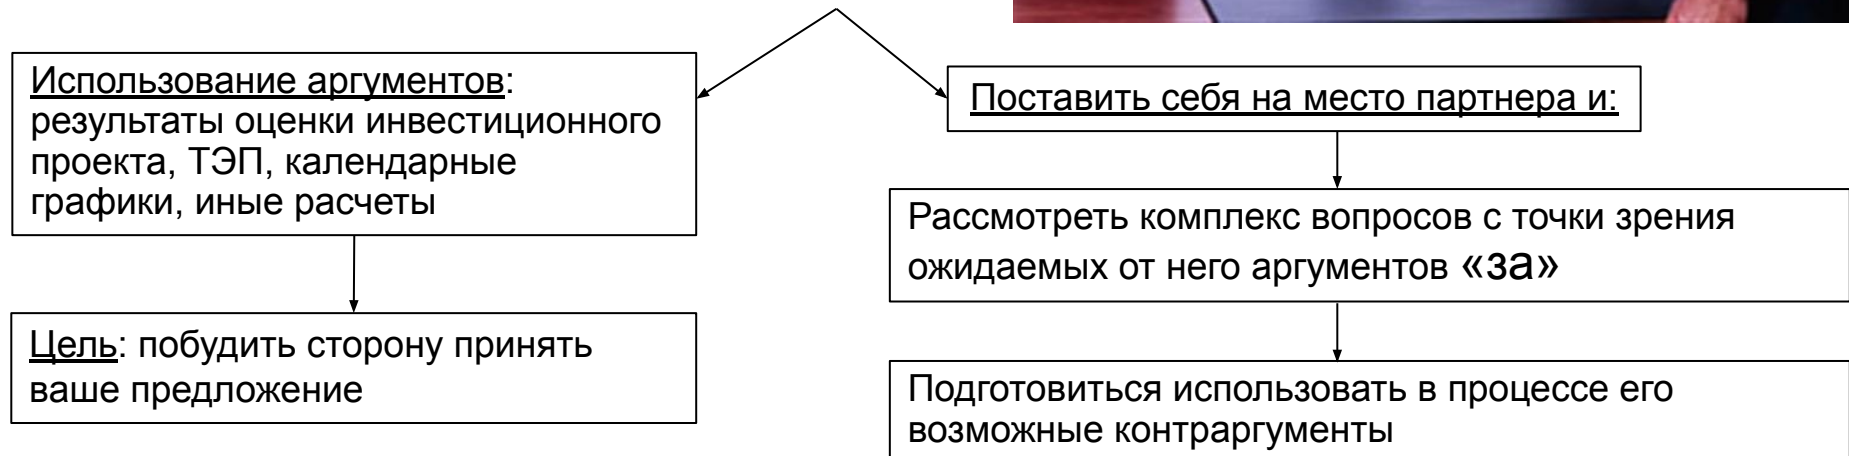 Использование аргументов:
результаты оценки инвестиционного
проекта, ТЭП, календарные
графики, иные расчеты
Цель: побудить сторону принять
ваше предложение
Поставить себя на место партнера и:
Рассмотреть комплекс вопросов с точки зрения
ожидаемых от него аргументов «за»
Подготовиться использовать в процессе его
возможные контраргументы